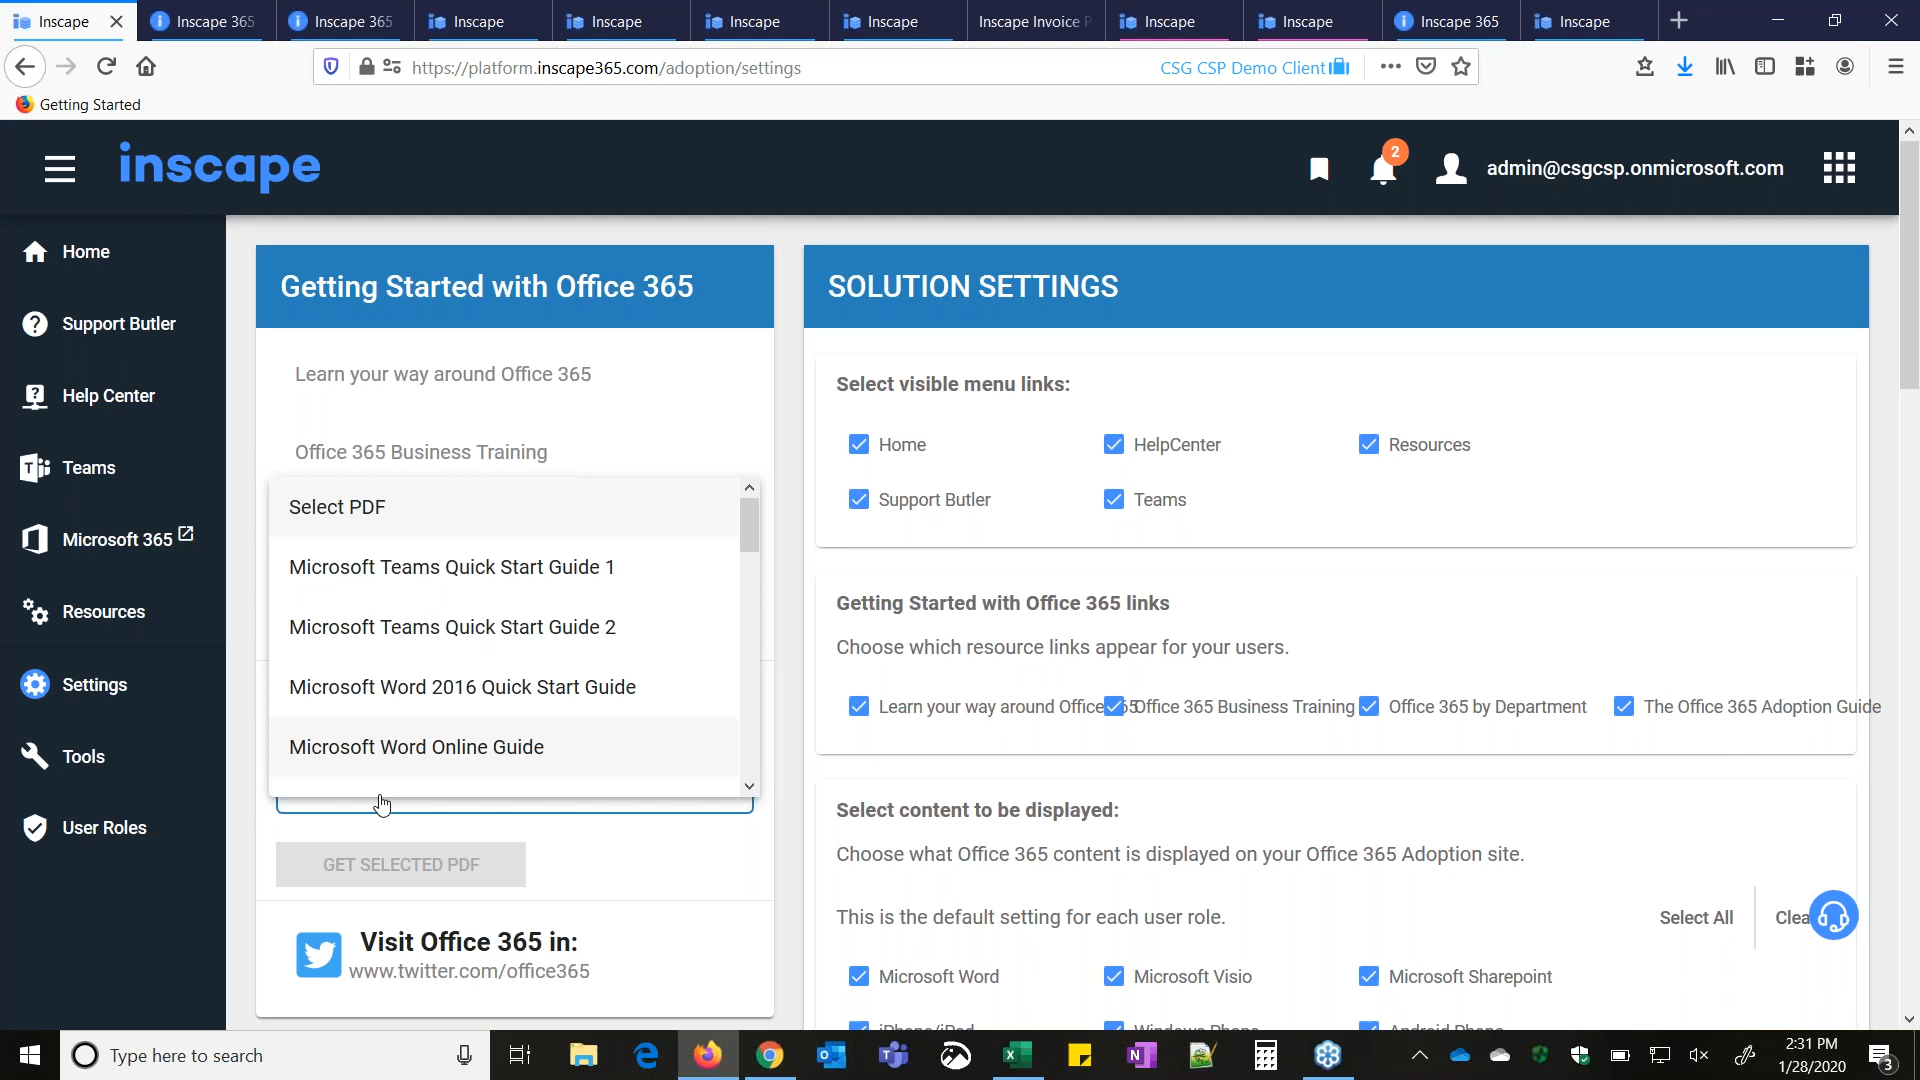 Inscape
Inscape 365
Inscape 365
Inscape
Inscape
Inscape
Inscape
Inscape Invoice P
Inscape
Inscape
Inscape 365
Inscape
https://platform.inscape365.com/adoption/settings
CSG CSP Demo Client
Getting Started
inscape
2
admin@csgcsp.onmicrosoft.com
Home
Support Butler
Help Center
Teams
Microsoft 365
Resources
Settings
Tools
User Roles
Getting Started with Office 365
Learn your way around Office 365
Office 365 Business Training
Select PDF
Microsoft Teams Quick Start Guide 1
Microsoft Teams Quick Start Guide 2
Microsoft Word 2016 Quick Start Guide
Microsoft Word Online Guide
GET SELECTED PDF
Visit Office 365 in:
www.twitter.com/office365
SOLUTION SETTINGS
Select visible menu links:
Home
HelpCenter
Resources
Support Butler
Teams
Getting Started with Office 365 links
Choose which resource links appear for your users.
Learn your way around Office 365
Office 365 Business Training
Office 365 by Department
The Office 365 Adoption Guide
Select content to be displayed:
Choose what Office 365 content is displayed on your Office 365 Adoption site.
This is the default setting for each user role.
Select All
Clea
Microsoft Word
Microsoft Visio
Microsoft Sharepoint
iPhone/iPad
Windows Phone
Android Phone
Type here to search
2:31 PM
1/28/2020
3